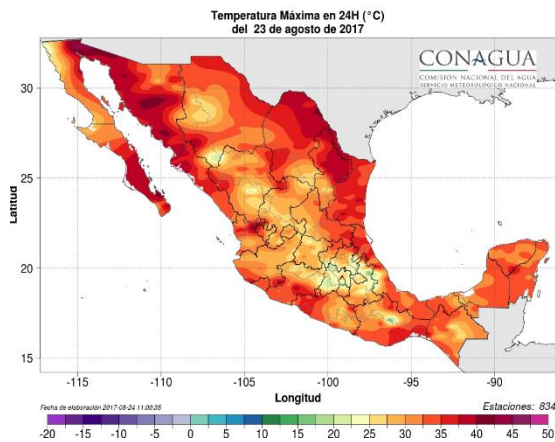 Temperatura Máxima en 24H (°C)
del 23 de agosto de 2017
CONAGUA
COMISIÓN NACIONAL DEL AGUA
SERVICIO METEOROLÓGICO NACIONAL
Latitud
30
25
20
15
-115
-110
-105
-100
-95
-90
Longitud
Fecha de elaboración 2017-08-24 11:00:35
Estaciones: 834
-20 -15 -10 -5 0 5 10 15 20 25 30 35 40 45 50